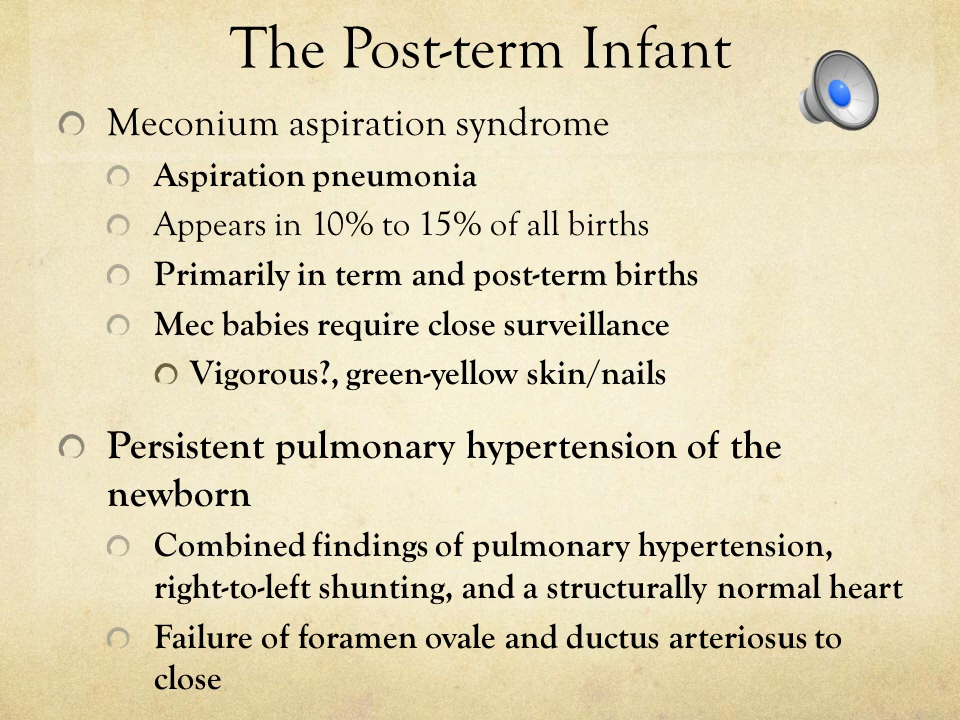 The Post-term Infant
Meconium aspiration syndrome
Aspiration pneumonia
Appears in 10% to 15% of all births
Primarily in term and post-term births
Mec babies require close surveillance
Vigorous?, green-yellow skin/nails
Persistent pulmonary hypertension of the
newborn
Combined findings of pulmonary hypertension,
right-to-left shunting, and a structurally normal heart
Failure of foramen ovale and ductus arteriosus to
close